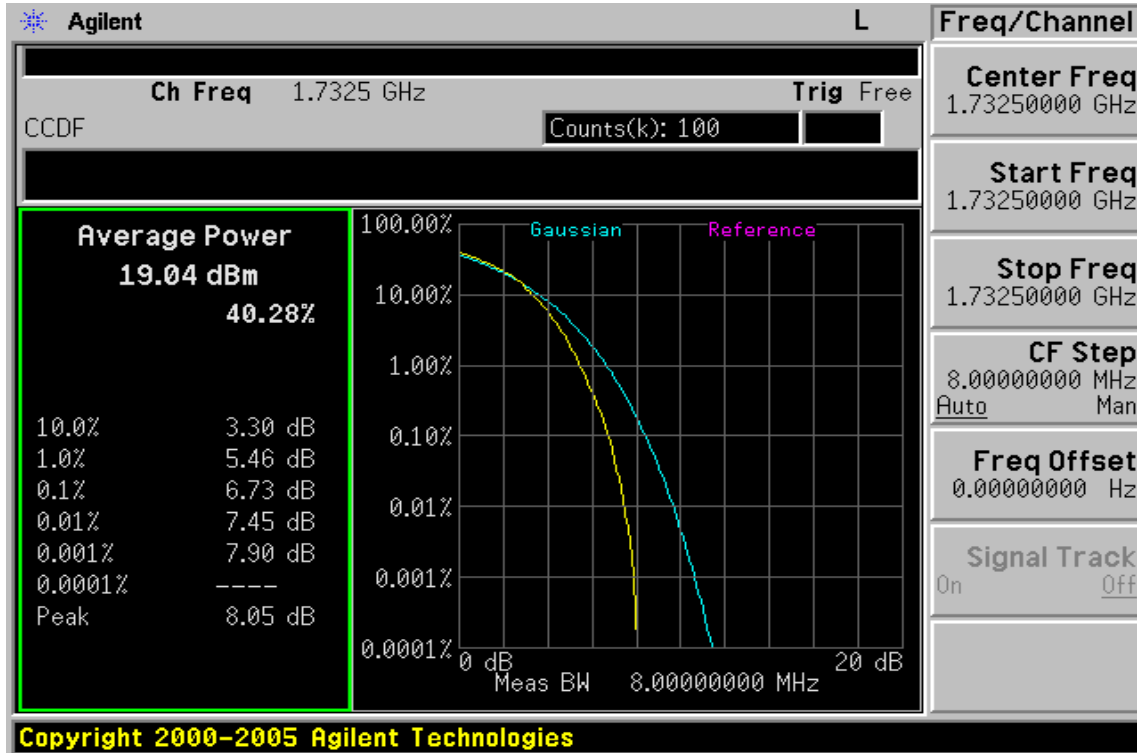 Agilent L Freq/Channel
Ch Freq 1.7325 GHz Trig Free
CCDF Counts(k): 100
Average Power
19.04 dBm
40.28%
10.0% 3.30 dB
1.0% 5.46 dB
0.1% 6.73 dB
0.01% 7.45 dB
0.001% 7.90 dB
0.0001% ----
Peak 8.05 dB
Gaussian Reference
100.00%
10.00%
1.00%
0.10%
0.01%
0.001%
0.0001%
0 dB 20 dB
Meas BW 8.00000000 MHz
Center Freq
1.73250000 GHz
Start Freq
1.73250000 GHz
Stop Freq
1.73250000 GHz
CF Step
8.00000000 MHz
Auto Man
Freq Offset
0.00000000 Hz
Signal Track
On Off
Copyright 2000-2005 Agilent Technologies